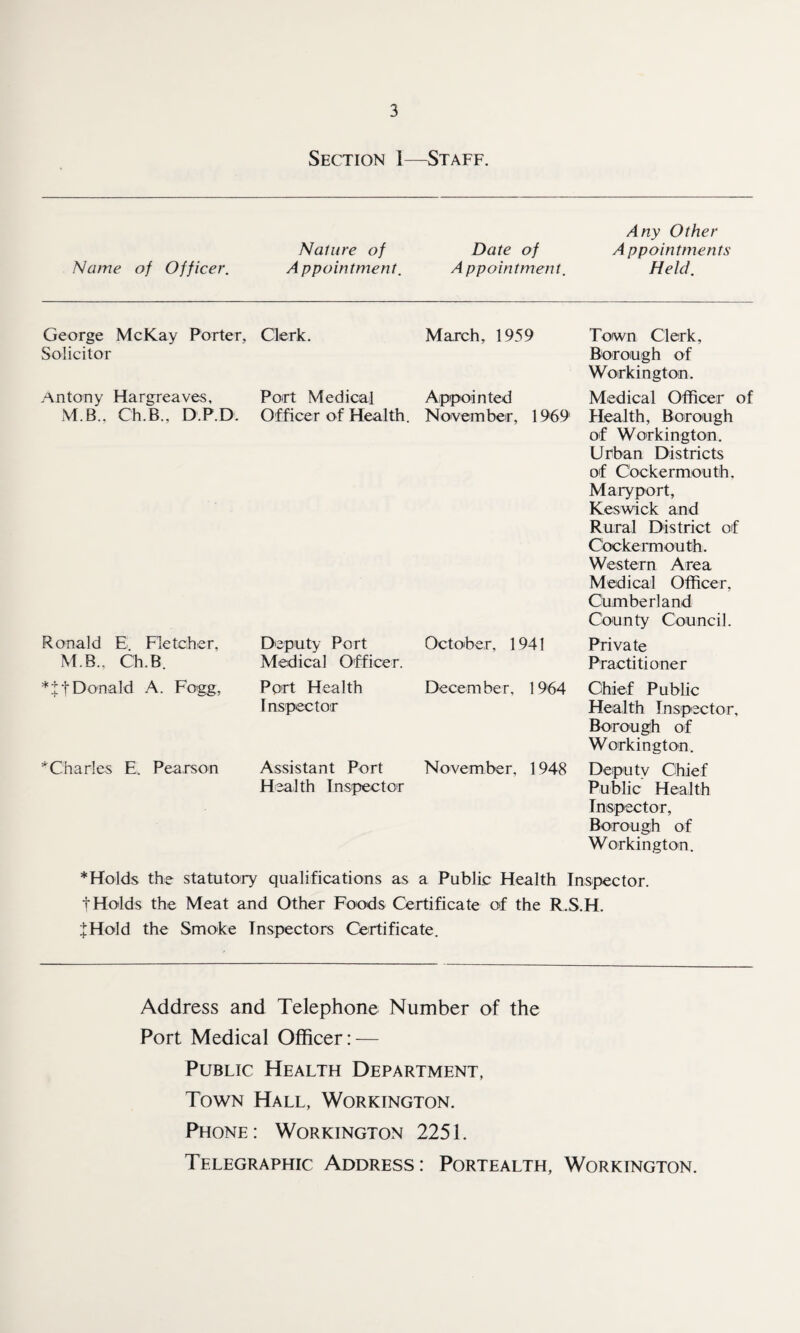 3
Section 1—Staff.
Name of Officer. Nature of Appointment. Date of Appointment. Any Other Appointments Held.
George McKay Porter, Clerk. March, 1959 Town Clerk,
Solicitor Borough of
Workington.
Antony Hargreaves, Port Medical Appointed Medical Officer of
M.B., Ch.B., D.P.D. Officer of Health. November, 1969 Health, Borough
of Workington.
Urban Districts
of Cockermouth,
Maryport,
Keswick and
Rural District of
Cockermouth.
Western Area
Medical Officer,
Cumberland
County Council.
Ronald E. Fletcher, Deputy Port October, 1941 Private
M.B., Ch.B. Medical Officer. Practitioner
*‡†Donald A. Fogg, Port Health December, 1964 Chief Public
Inspector Health Inspector,
Borough of
Workington.
*Charles E. Pearson Assistant Port November, 1948 Deputy Chief
Health Inspector Public Health
Inspector,
Borough of
Workington.
*Holds the statutory qualifications as a Public Health Inspector.
†Holds the Meat and Other Foods Certificate of the R.S.H.
‡Hold the Smoke Inspectors Certificate.
Address and Telephone Number of the
Port Medical Officer:—
Public Health Department,
Town Hall, Workington.
Phone: Workington 2251.
Telegraphic Address: Portealth, Workington.